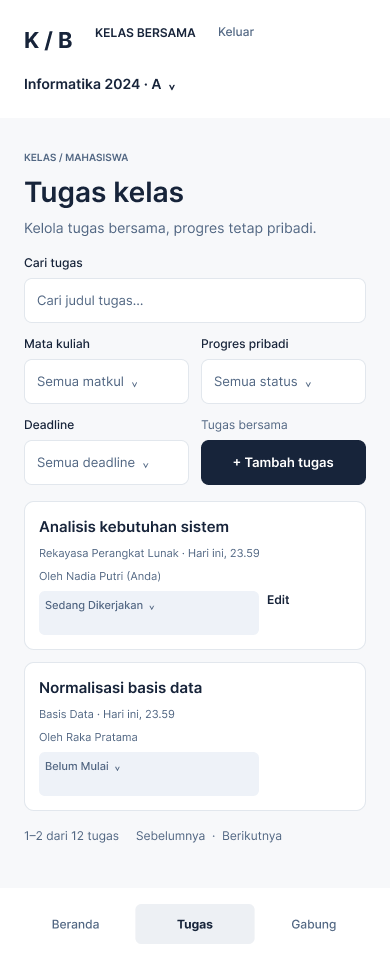 K / B
KELAS BERSAMA
Keluar
Informatika 2024 · A
KELAS / MAHASISWA
Tugas kelas
Kelola tugas bersama, progres tetap pribadi.
Cari tugas
Cari judul tugas...
Mata kuliah
Progres pribadi
Semua matkul
Semua status
Deadline
Tugas bersama
Semua deadline
+ Tambah tugas
Analisis kebutuhan sistem
Rekayasa Perangkat Lunak · Hari ini, 23.59
Oleh Nadia Putri (Anda)
Sedang Dikerjakan
Edit
Normalisasi basis data
Basis Data · Hari ini, 23.59
Oleh Raka Pratama
Belum Mulai
1–2 dari 12 tugas
Sebelumnya · Berikutnya
Beranda
Tugas
Gabung